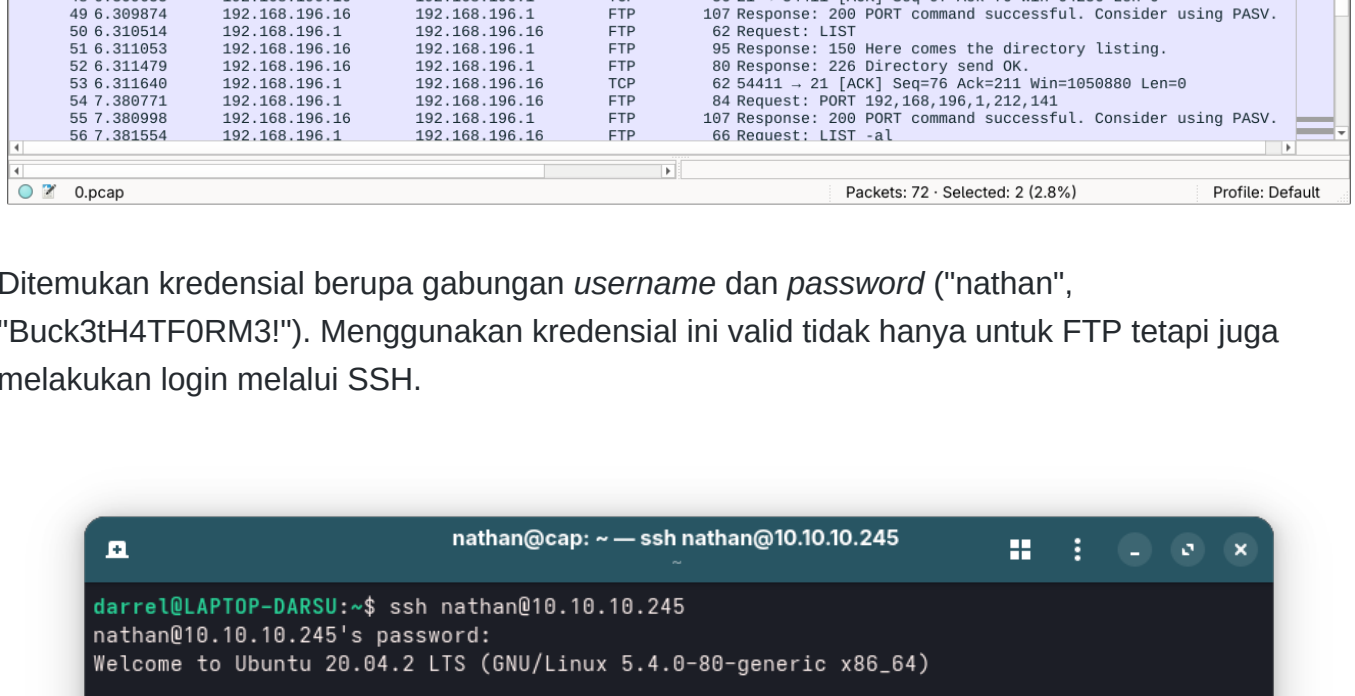 49 6.309874 192.168.196.16 192.168.196.1 FTP 107 Response: 200 PORT command successful. Consider using PASV.
50 6.310514 192.168.196.1 192.168.196.16 FTP 62 Request: LIST
51 6.311053 192.168.196.16 192.168.196.1 FTP 95 Response: 150 Here comes the directory listing.
52 6.311479 192.168.196.16 192.168.196.1 FTP 80 Response: 226 Directory send OK.
53 6.311640 192.168.196.1 192.168.196.16 TCP 62 54411 → 21 [ACK] Seq=76 Ack=211 Win=1050880 Len=0
54 7.380771 192.168.196.1 192.168.196.16 FTP 84 Request: PORT 192,168,196,1,212,141
55 7.380998 192.168.196.16 192.168.196.1 FTP 107 Response: 200 PORT command successful. Consider using PASV.
56 7.381554 192.168.196.1 192.168.196.16 FTP 66 Request: LIST -al
0.pcap Packets: 72 · Selected: 2 (2.8%) Profile: Default
Ditemukan kredensial berupa gabungan username dan password ("nathan",
"Buck3tH4TF0RM3!"). Menggunakan kredensial ini valid tidak hanya untuk FTP tetapi juga
melakukan login melalui SSH.
nathan@cap: ~ — ssh nathan@10.10.10.245
~
darrel@LAPTOP-DARSU:~$ ssh nathan@10.10.10.245
nathan@10.10.10.245's password:
Welcome to Ubuntu 20.04.2 LTS (GNU/Linux 5.4.0-80-generic x86_64)